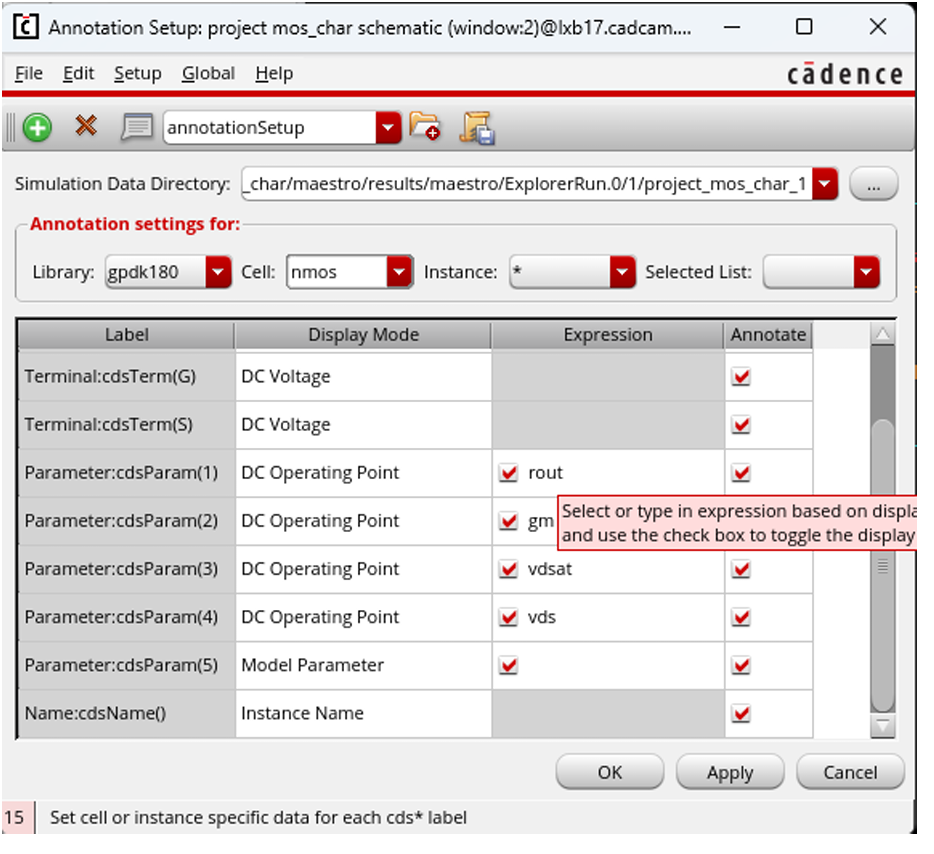 Annotation Setup: project mos_char schematic (window:2)@lxb17.cadcam....
File Edit Setup Global Help
cādence
annotationSetup
Simulation Data Directory: _char/maestro/results/maestro/ExplorerRun.0/1/project_mos_char_1 ...
Annotation settings for:
Library: gpdk180 Cell: nmos Instance: * Selected List:
Label Display Mode Expression Annotate
Terminal:cdsTerm(G) DC Voltage
Terminal:cdsTerm(S) DC Voltage
Parameter:cdsParam(1) DC Operating Point rout
Parameter:cdsParam(2) DC Operating Point gm
Select or type in expression based on displa
and use the check box to toggle the display
Parameter:cdsParam(3) DC Operating Point vdsat
Parameter:cdsParam(4) DC Operating Point vds
Parameter:cdsParam(5) Model Parameter
Name:cdsName() Instance Name
OK Apply Cancel
15 Set cell or instance specific data for each cds* label